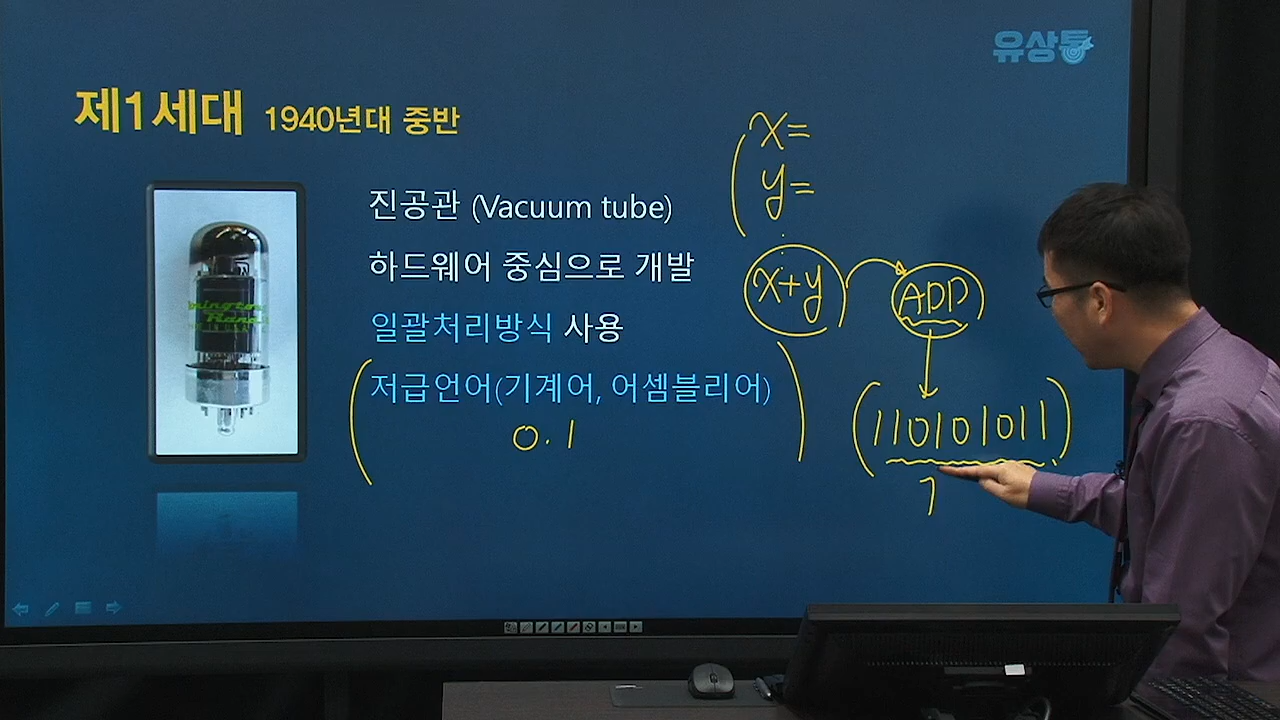 유상통
제1세대 1940년대 중반
진공관 (Vacuum tube)
하드웨어 중심으로 개발
일괄처리방식 사용
저급언어(기계어, 어셈블리어)
0.1
x=
y=
x+y
ADD
(110101011)
7